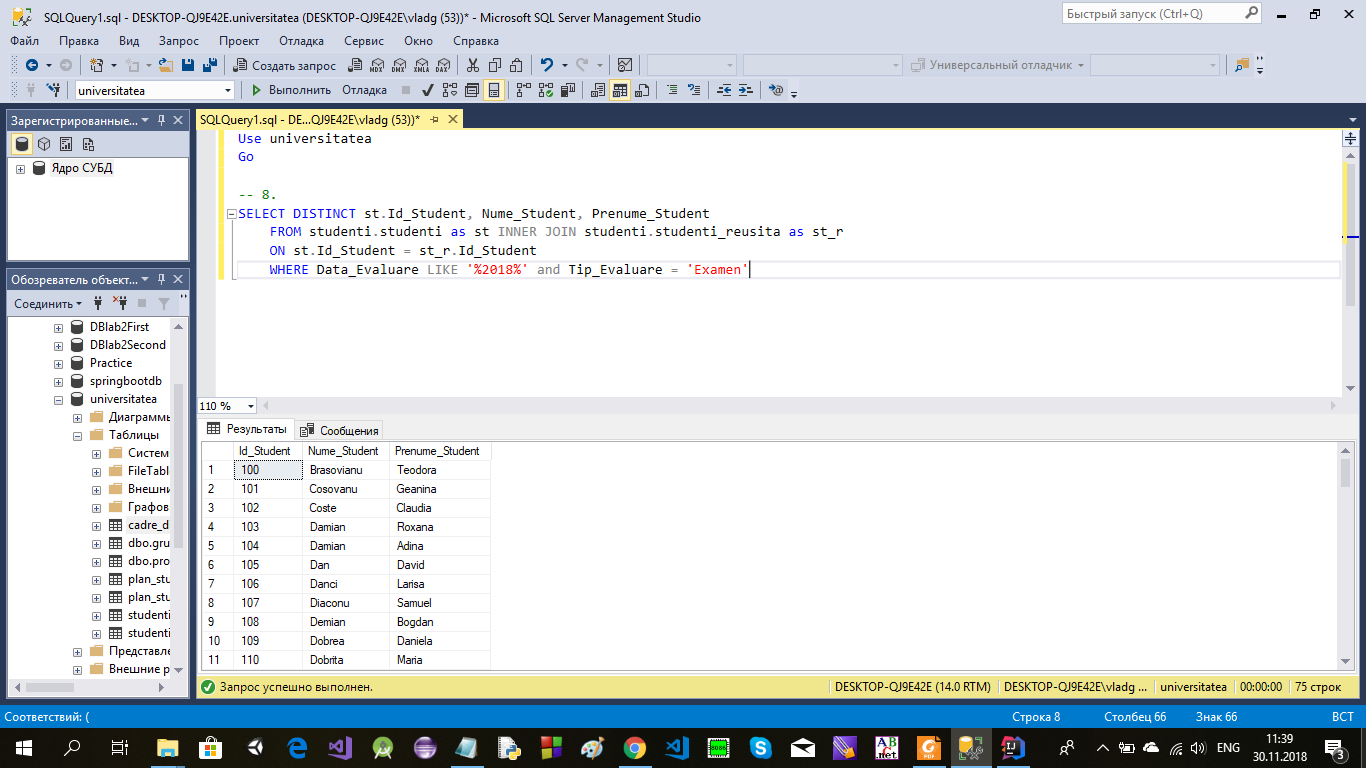 SQLQuery1.sql - DESKTOP-QJ9E42E.universitatea (DESKTOP-QJ9E42E\vladg (53))* - Microsoft SQL Server Management Studio
Быстрый запуск (Ctrl+Q)
Файл Правка Вид Запрос Проект Отладка Сервис Окно Справка
Создать запрос MDX DMX XMLA DAX Универсальный отладчик
universitatea Выполнить Отладка
Зарегистрированные...
Ядро СУБД
SQLQuery1.sql - DE...QJ9E42E\vladg (53))*
Use universitatea
Go
-- 8.
SELECT DISTINCT st.Id_Student, Nume_Student, Prenume_Student
FROM studenti.studenti as st INNER JOIN studenti.studenti_reusita as st_r
ON st.Id_Student = st_r.Id_Student
WHERE Data_Evaluare LIKE '%2018%' and Tip_Evaluare = 'Examen'
110 %
Обозреватель объект...
Соединить
DBlab2First
DBlab2Second
Practice
springbootdb
universitatea
Диаграммы
Таблицы
Систем
FileTabl
Внешни
Графов
cadre_d
dbo.gru
dbo.pro
plan_stu
plan_stu
studenti
studenti
Представле
Внешние р
Результаты Сообщения
Id_Student Nume_Student Prenume_Student
1 100 Brasovianu Teodora
2 101 Cosovanu Geanina
3 102 Coste Claudia
4 103 Damian Roxana
5 104 Damian Adina
6 105 Dan David
7 106 Danci Larisa
8 107 Diaconu Samuel
9 108 Demian Bogdan
10 109 Dobrea Daniela
11 110 Dobrita Maria
Запрос успешно выполнен. DESKTOP-QJ9E42E (14.0 RTM) DESKTOP-QJ9E42E\vladg ... universitatea 00:00:00 75 строк
Соответствий: ( Строка 8 Столбец 66 Знак 66 ВСТ
ENG
11:39
30.11.2018
3